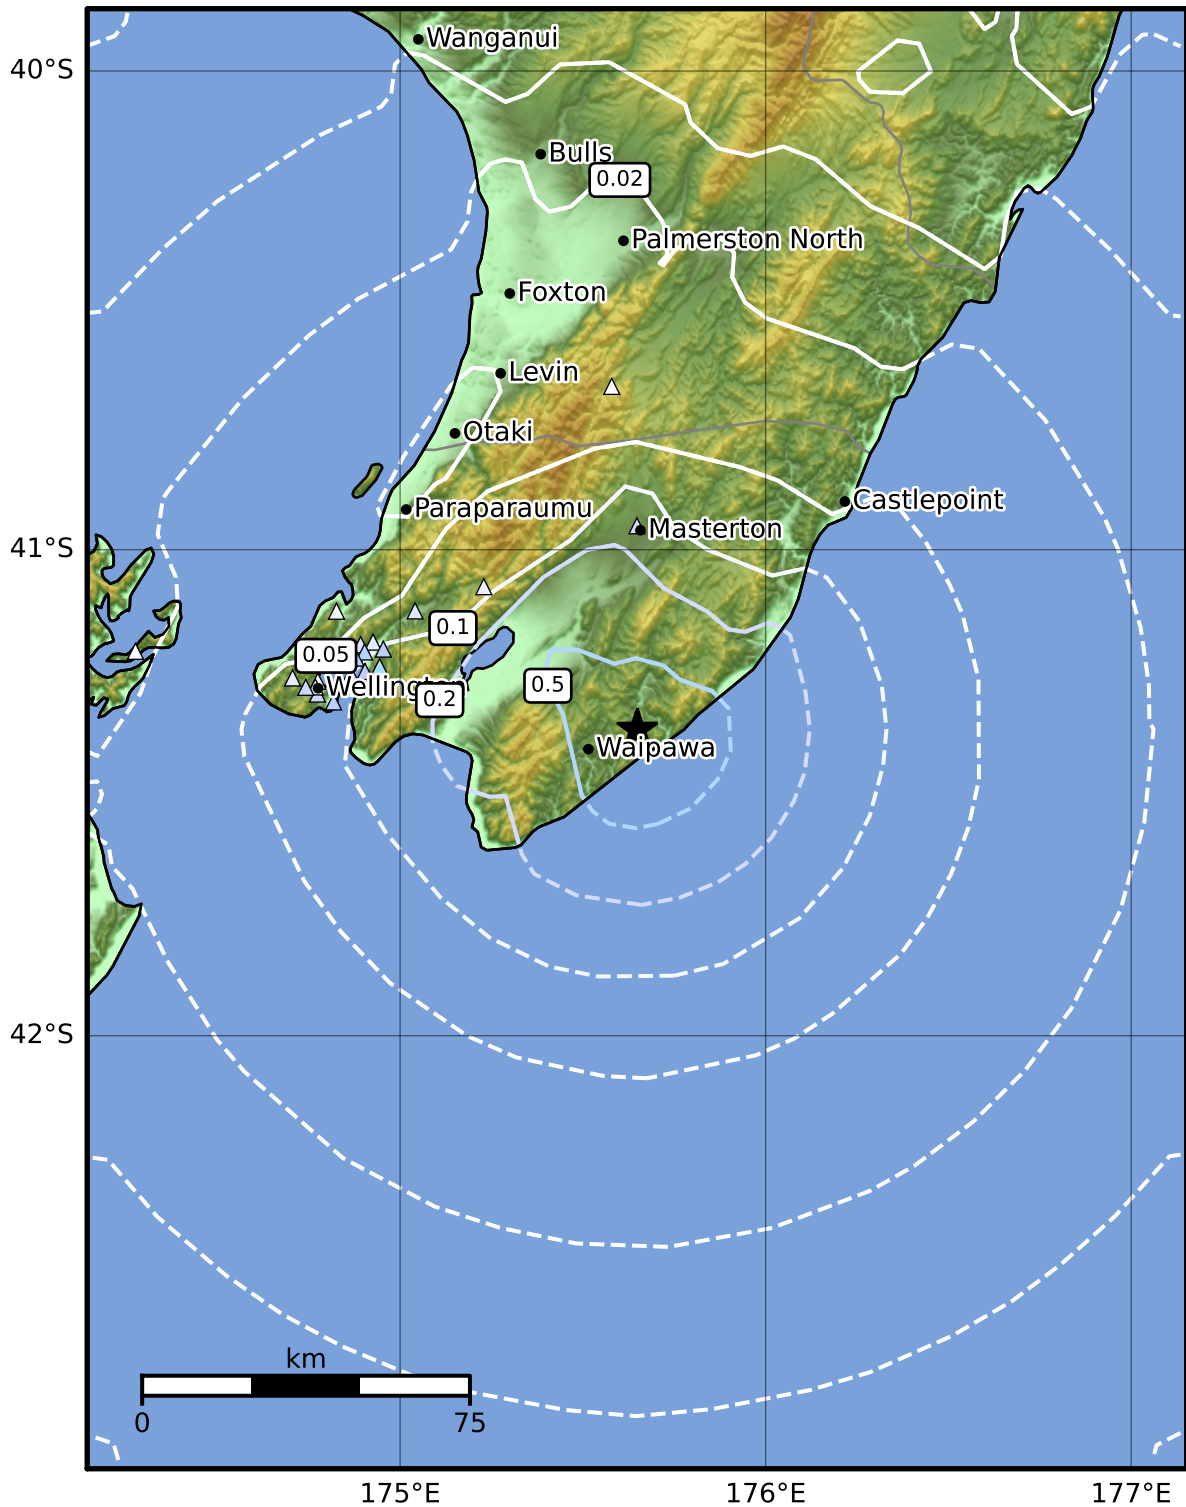 Wanganui
40°S
Bulls
0.02
Palmerston North
Foxton
Levin
Otaki
Castlepoint
Paraparaumu
Masterton
41°S
0.1
0.05
Wellington
0.5
0.2
Waipawa
42°S
km
0
75
175°E
176°E
177°E